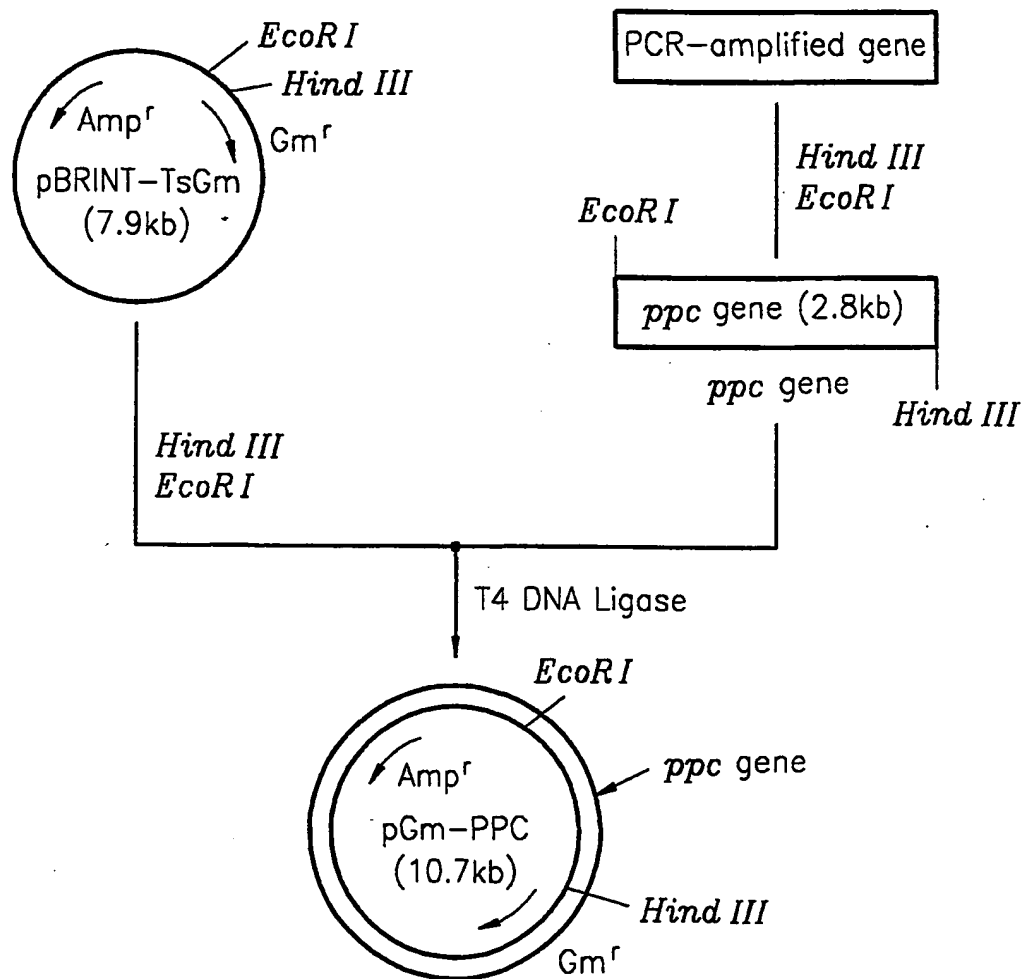 EcoR I
Hind III
Amp^r
Gm^r
pBRINT-TsGm
(7.9kb)
Hind III
EcoR I
PCR-amplified gene
Hind III
EcoR I
EcoR I
ppc gene (2.8kb)
ppc gene
Hind III
T4 DNA Ligase
EcoR I
Amp^r
ppc gene
pGm-PPC
(10.7kb)
Hind III
Gm^r